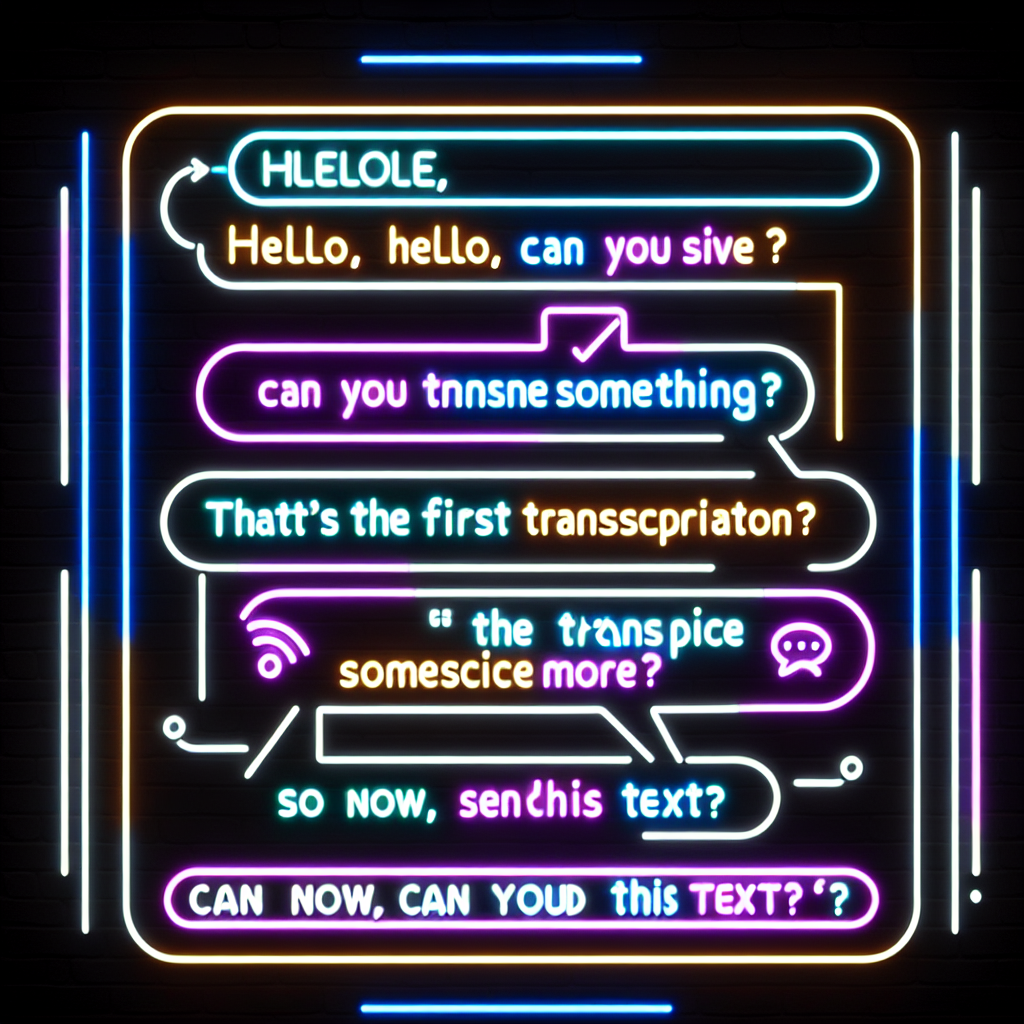 HLELOLE,
Hello, hello, can you sive ?
can you tnnsne something?
Thatt's the first transscpriaton?
“ the transpice
somescice more?
so now, sendhis text?
CAN NOW, CAN YOUD this TEXT? ‘?